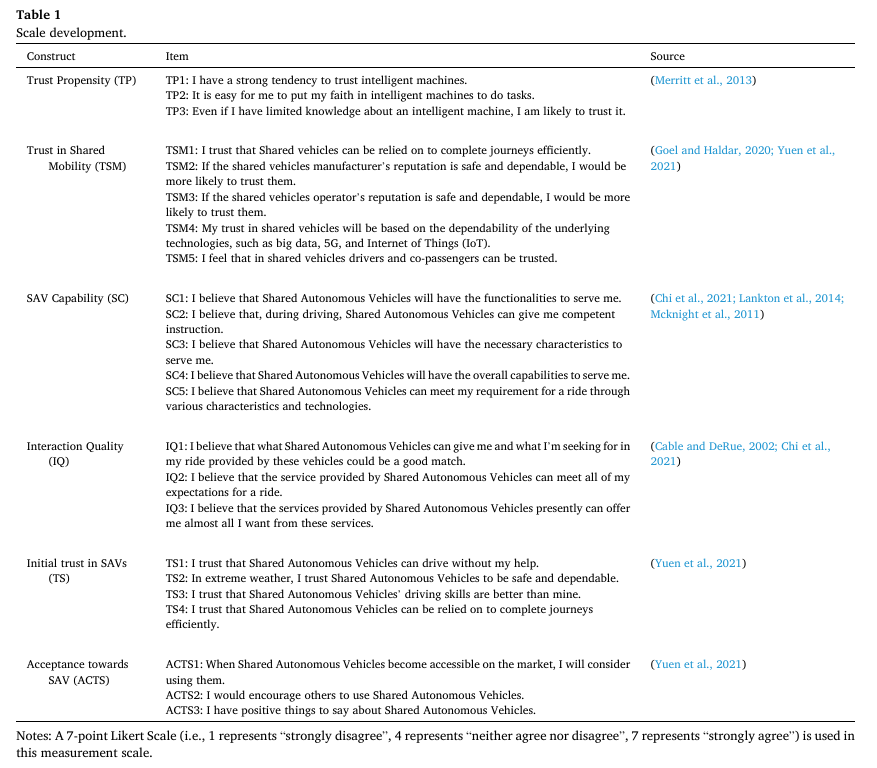 Table 1
Scale development.
Construct Item Source
Trust Propensity (TP) TP1: I have a strong tendency to trust intelligent machines. (Merritt et al., 2013)
TP2: It is easy for me to put my faith in intelligent machines to do tasks.
TP3: Even if I have limited knowledge about an intelligent machine, I am likely to trust it.
Trust in Shared TSM1: I trust that Shared vehicles can be relied on to complete journeys efficiently. (Goel and Haldar, 2020; Yuen et al.,
Mobility (TSM) TSM2: If the shared vehicles manufacturer's reputation is safe and dependable, I would be 2021)
more likely to trust them.
TSM3: If the shared vehicles operator's reputation is safe and dependable, I would be more
likely to trust them.
TSM4: My trust in shared vehicles will be based on the dependability of the underlying
technologies, such as big data, 5G, and Internet of Things (IoT).
TSM5: I feel that in shared vehicles drivers and co-passengers can be trusted.
SAV Capability (SC) SC1: I believe that Shared Autonomous Vehicles will have the functionalities to serve me. (Chi et al., 2021; Lankton et al., 2014;
SC2: I believe that, during driving, Shared Autonomous Vehicles can give me competent Mcknight et al., 2011)
instruction.
SC3: I believe that Shared Autonomous Vehicles will have the necessary characteristics to
serve me.
SC4: I believe that Shared Autonomous Vehicles will have the overall capabilities to serve me.
SC5: I believe that Shared Autonomous Vehicles can meet my requirement for a ride through
various characteristics and technologies.
Interaction Quality IQ1: I believe that what Shared Autonomous Vehicles can give me and what I'm seeking for in (Cable and DeRue, 2002; Chi et al.,
(IQ) my ride provided by these vehicles could be a good match. 2021)
IQ2: I believe that the service provided by Shared Autonomous Vehicles can meet all of my
expectations for a ride.
IQ3: I believe that the services provided by Shared Autonomous Vehicles presently can offer
me almost all I want from these services.
Initial trust in SAVs TS1: I trust that Shared Autonomous Vehicles can drive without my help. (Yuen et al., 2021)
(TS) TS2: In extreme weather, I trust Shared Autonomous Vehicles to be safe and dependable.
TS3: I trust that Shared Autonomous Vehicles' driving skills are better than mine.
TS4: I trust that Shared Autonomous Vehicles can be relied on to complete journeys
efficiently.
Acceptance towards ACTS1: When Shared Autonomous Vehicles become accessible on the market, I will consider (Yuen et al., 2021)
SAV (ACTS) using them.
ACTS2: I would encourage others to use Shared Autonomous Vehicles.
ACTS3: I have positive things to say about Shared Autonomous Vehicles.
Notes: A 7-point Likert Scale (i.e., 1 represents "strongly disagree", 4 represents "neither agree nor disagree", 7 represents "strongly agree") is used in
this measurement scale.